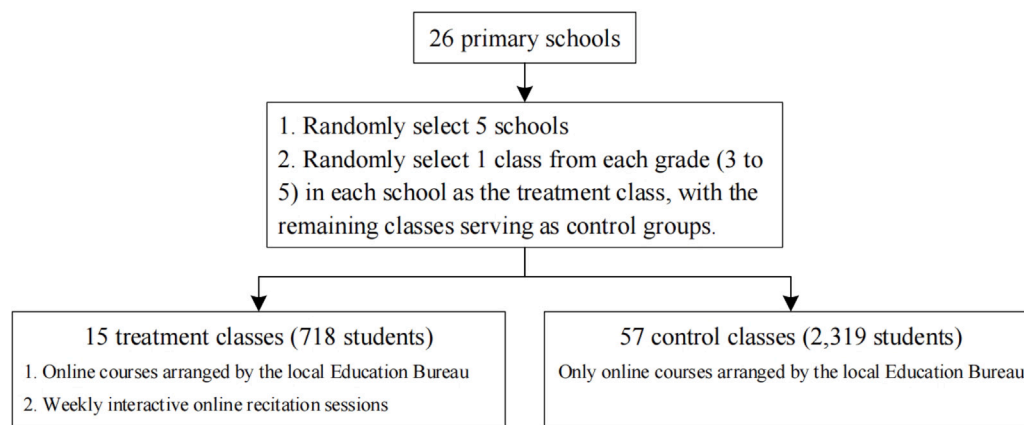 26 primary schools
1. Randomly select 5 schools
2. Randomly select 1 class from each grade (3 to
5) in each school as the treatment class, with the
remaining classes serving as control groups.
15 treatment classes (718 students)
1. Online courses arranged by the local Education Bureau
2. Weekly interactive online recitation sessions
57 control classes (2,319 students)
Only online courses arranged by the local Education Bureau